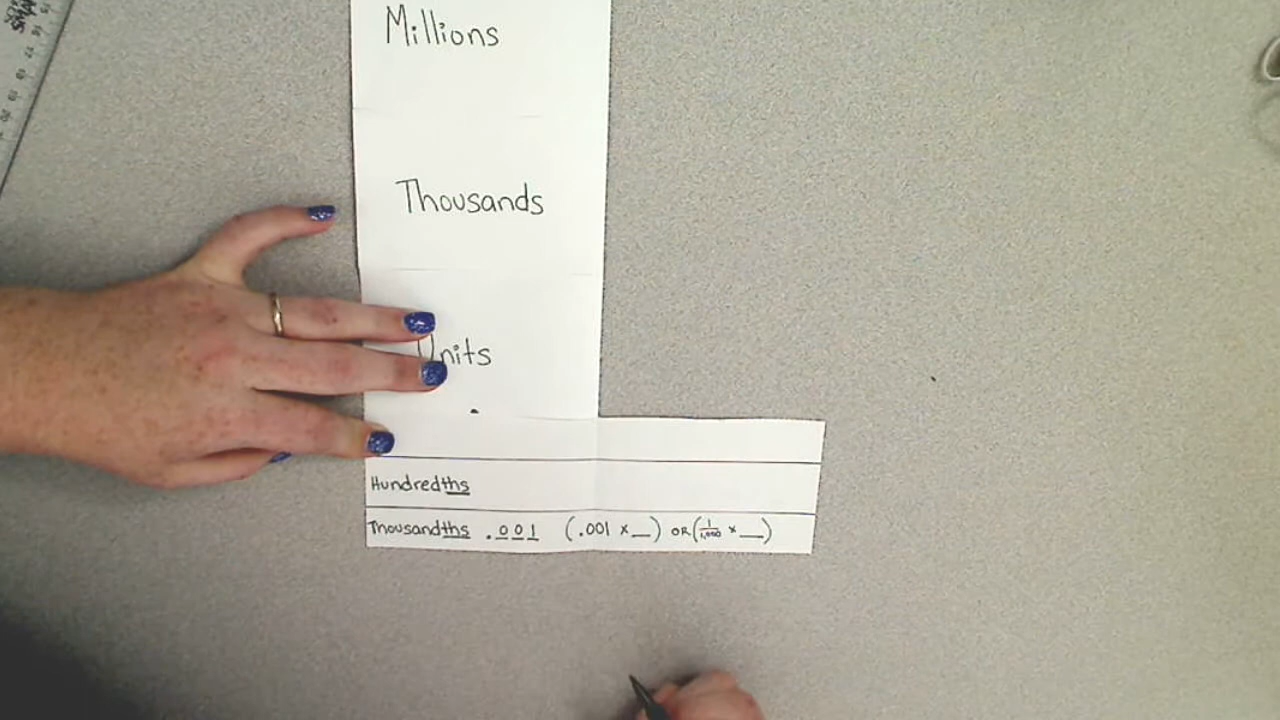 Millions
Thousands
Units
.
Hundredths
Thousandths .001 (.001 ×__) OR (1/1,000 × __)